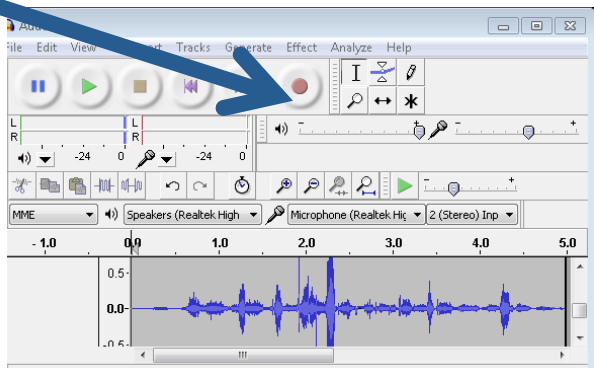 File Edit View Tracks Generate Effect Analyze Help
L L
R R
-24 0 -24 0
- +
- +
- +
MME Speakers (Realtek High Microphone (Realtek Hig 2 (Stereo) Inp
- 1.0 0.0 1.0 2.0 3.0 4.0 5.0
0.5
0.0
-0.5